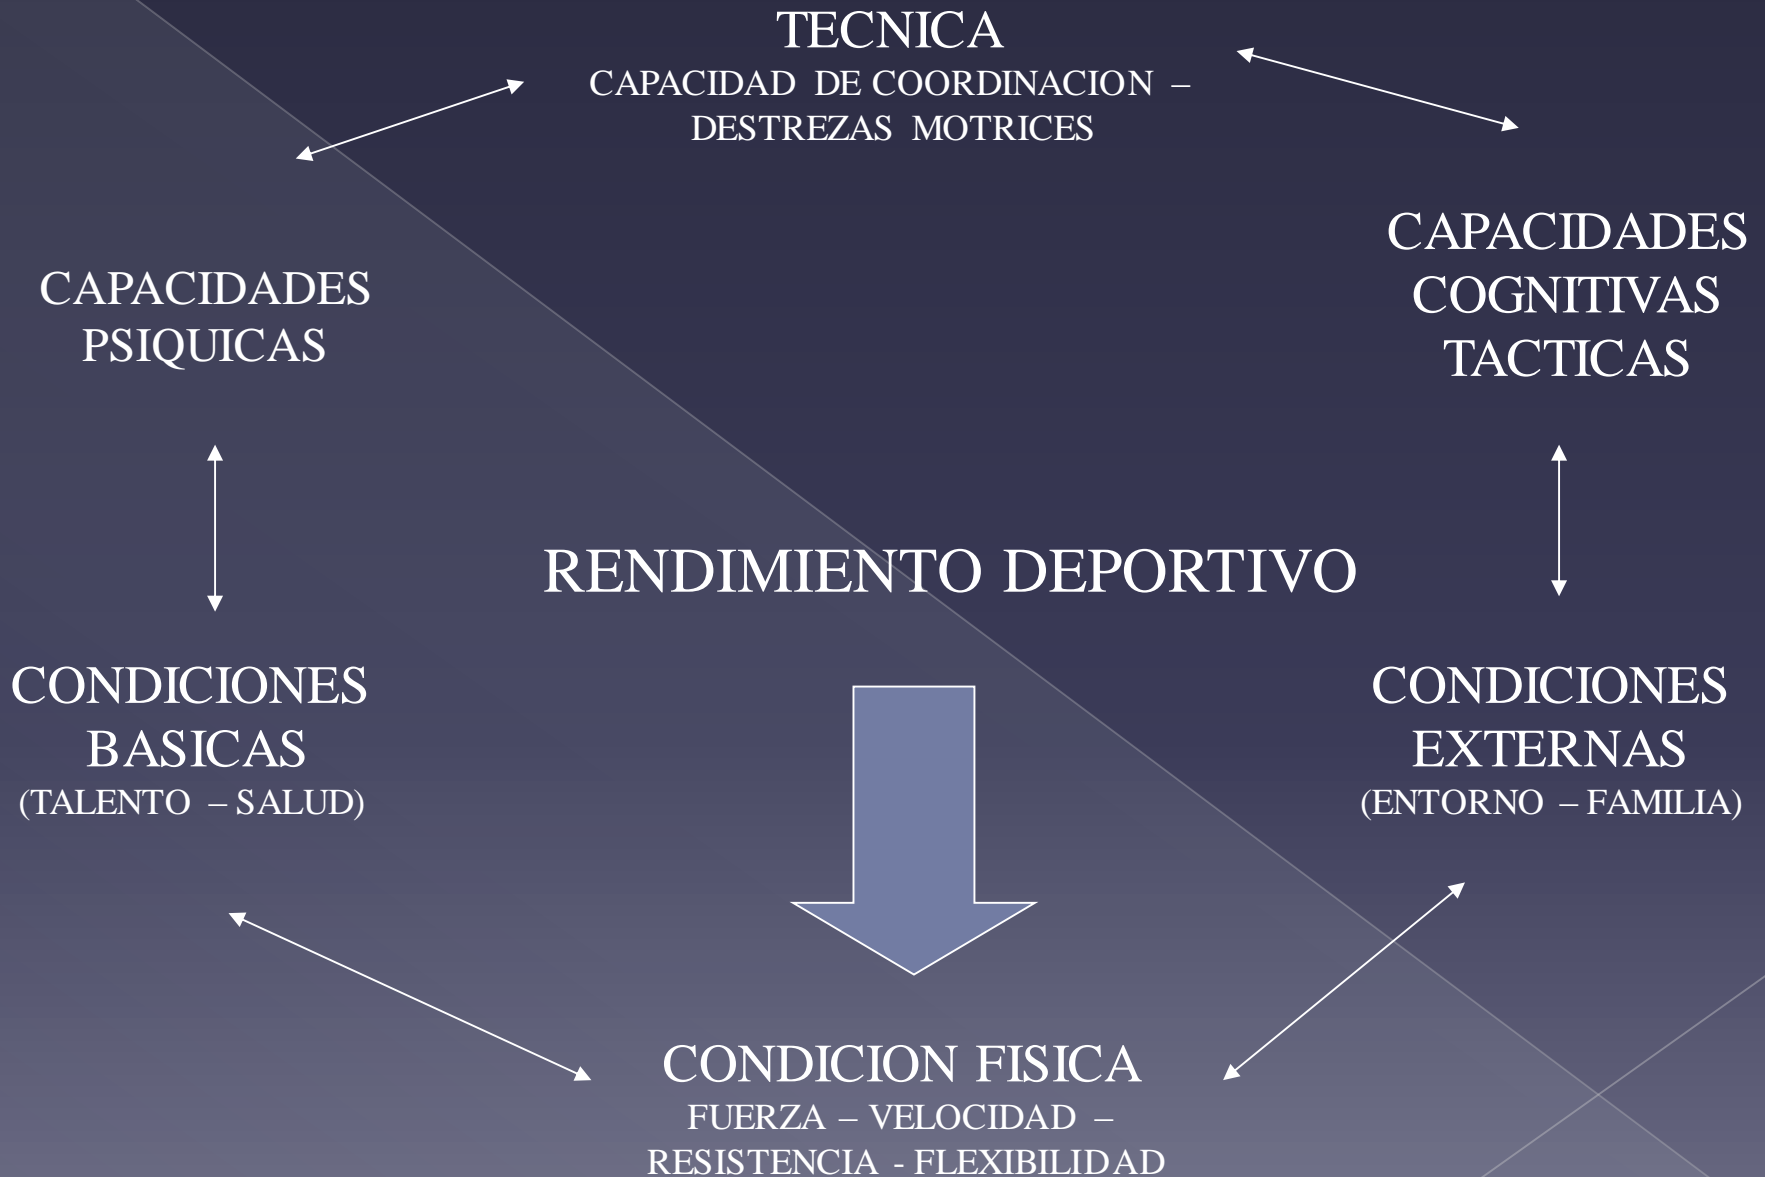 TECNICA
CAPACIDAD DE COORDINACION –
DESTREZAS MOTRICES
CAPACIDADES
PSIQUICAS
CAPACIDADES
COGNITIVAS
TACTICAS
RENDIMIENTO DEPORTIVO
CONDICIONES
BASICAS
(TALENTO – SALUD)
CONDICIONES
EXTERNAS
(ENTORNO – FAMILIA)
CONDICION FISICA
FUERZA – VELOCIDAD –
RESISTENCIA - FLEXIBILIDAD